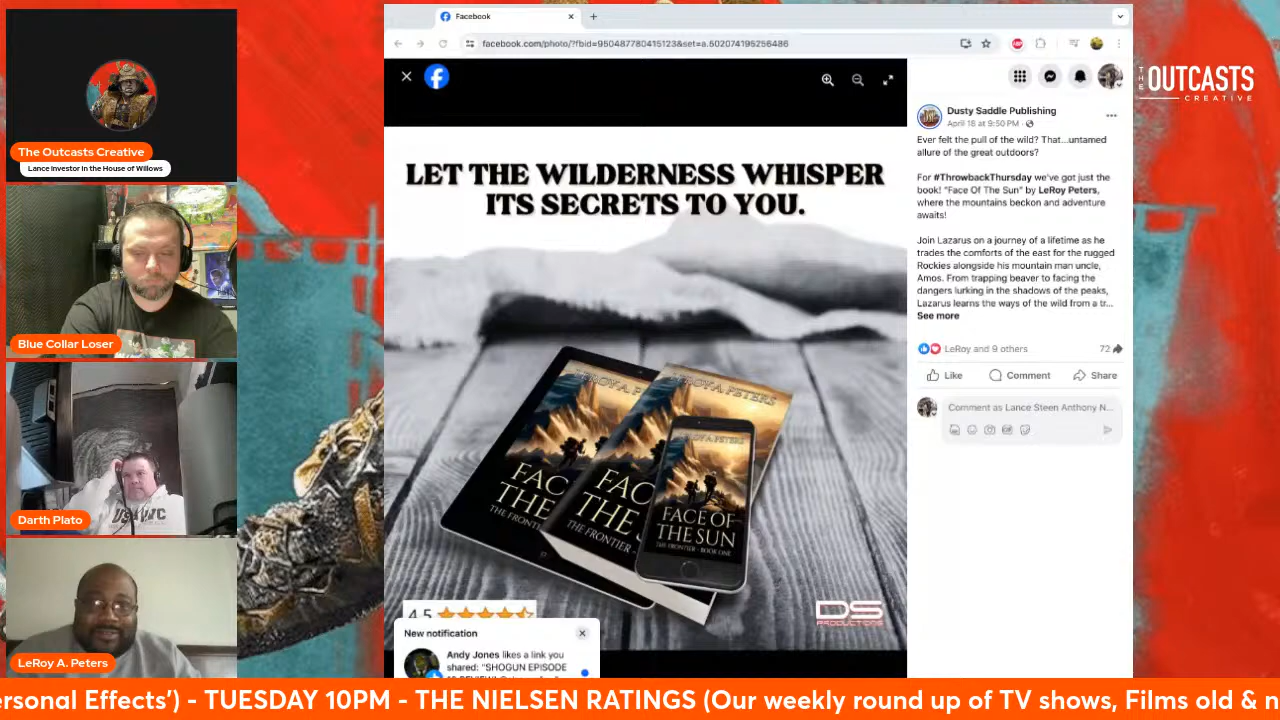 The Outcasts Creative
Lance investor in the House of Willows
Blue Collar Loser
Darth Plato
LeRoy A. Peters
Facebook
facebook.com/photo/?fbid=950487780415123&set=a.502074195256486
LET THE WILDERNESS WHISPER
ITS SECRETS TO YOU.
LEROY A. PETERS
FACE OF
THE SUN
THE FRONTIER - BOOK ONE
4.5
DS
PRODUCTIONS
New notification
Andy Jones likes a link you
shared: "SHOGUN EPISODE
Dusty Saddle Publishing
April 18 at 9:50 PM ·
Ever felt the pull of the wild? That...untamed
allure of the great outdoors?
For #ThrowbackThursday we've got just the
book! "Face Of The Sun" by LeRoy Peters,
where the mountains beckon and adventure
awaits!
Join Lazarus on a journey of a lifetime as he
trades the comforts of the east for the rugged
Rockies alongside his mountain man uncle,
Amos. From trapping beaver to facing the
dangers lurking in the shadows of the peaks,
Lazarus learns the ways of the wild from a tr...
See more
LeRoy and 9 others
72
Like
Comment
Share
Comment as Lance Steen Anthony N...
THE OUTCASTS
CREATIVE
ersonal Effects') - TUESDAY 10PM - THE NIELSEN RATINGS (Our weekly round up of TV shows, Films old & n